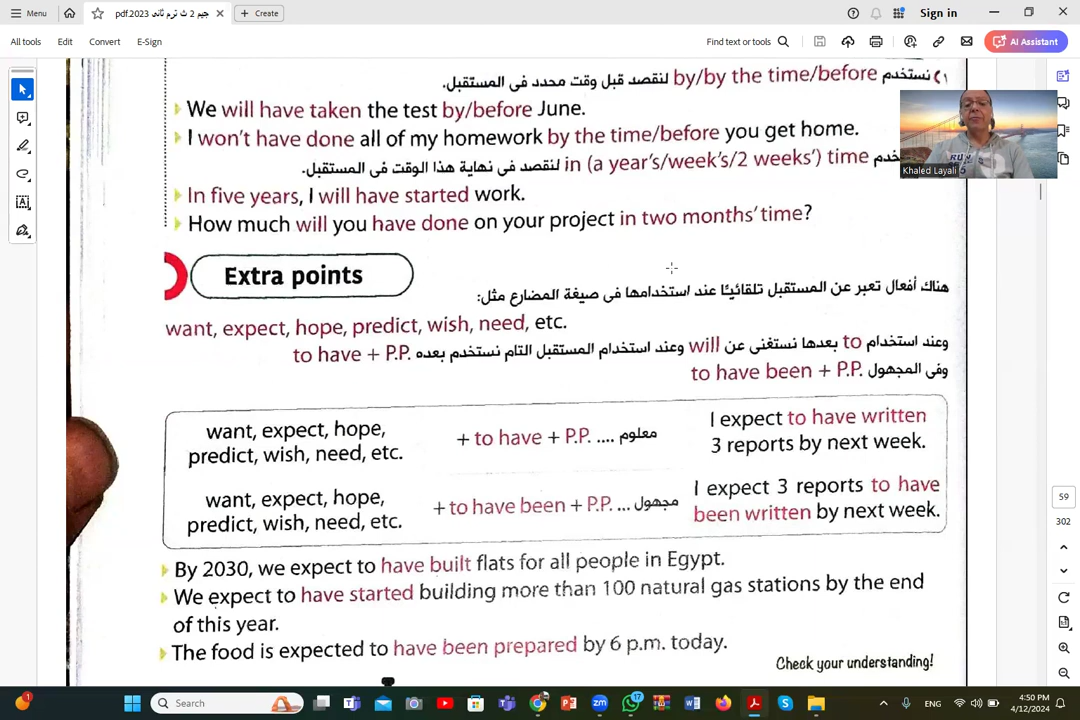 Menu
جيم 2 ث ترم ثانى 2023.pdf
Create
Sign in
All tools
Edit
Convert
E-Sign
Find text or tools
AI Assistant
١) نستخدم by/by the time/before لنقصد قبل وقت محدد فى المستقبل.
We will have taken the test by/before June.
I won't have done all of my homework by the time/before you get home.
in (a year's/week's/2 weeks') time لنقصد فى نهاية هذا الوقت فى المستقبل.
In five years, I will have started work.
How much will you have done on your project in two months' time?
Khaled Layali
Extra points
هناك أفعال تعبر عن المستقبل تلقائيًا عند استخدامها فى صيغة المضارع مثل:
want, expect, hope, predict, wish, need, etc.
وعند استخدام to بعدها نستغنى عن will وعند استخدام المستقبل التام نستخدم بعده to have + P.P.
وفى المجهول to have been + P.P.
want, expect, hope, predict, wish, need, etc.
+ to have + P.P. .... معلوم
I expect to have written
3 reports by next week.
want, expect, hope,
predict, wish, need, etc.
+ to have been + P.P. ... مجهول
I expect 3 reports to have
been written by next week.
By 2030, we expect to have built flats for all people in Egypt.
We expect to have started building more than 100 natural gas stations by the end
of this year.
The food is expected to have been prepared by 6 p.m. today.
Check your understanding!
59
302
Search
17
1
ENG
4:50 PM
4/12/2024